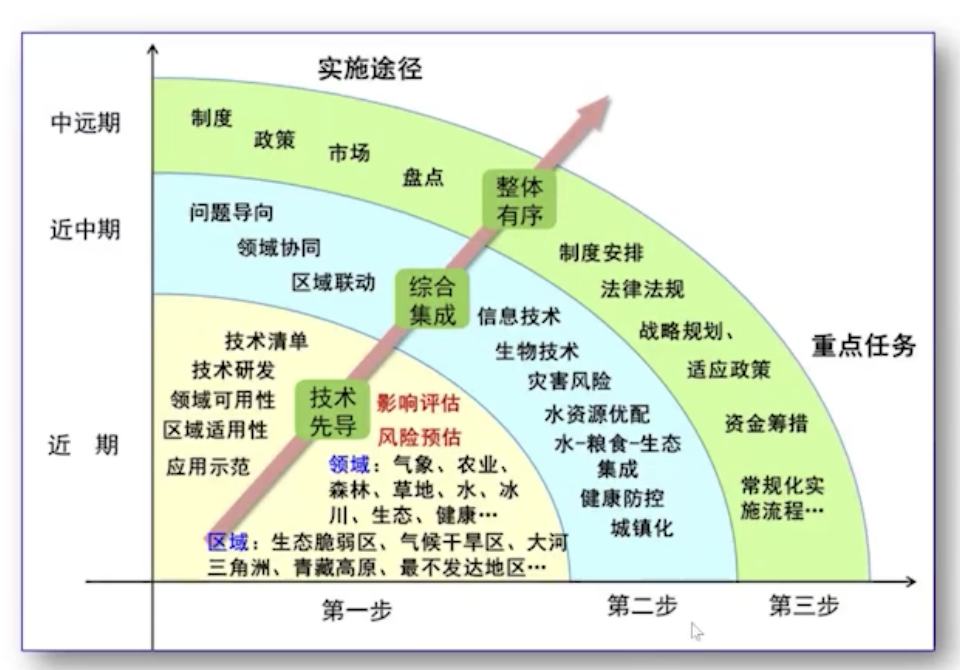 实施途径
中远期
制度
政策
市场
盘点
整体
有序
近中期
问题导向
领域协同
区域联动
综合
集成
制度安排
法律法规
战略规划、
适应政策
资金筹措
常规化实
施流程…
重点任务
信息技术
生物技术
灾害风险
水资源优配
水-粮食-生态
集成
健康防控
城镇化
近 期
技术清单
技术研发
领域可用性
区域适用性
应用示范
技术
先导
影响评估
风险预估
领域：气象、农业、
森林、草地、水、冰
川、生态、健康…
区域：生态脆弱区、气候干旱区、大河
三角洲、青藏高原、最不发达地区…
第一步
第二步
第三步